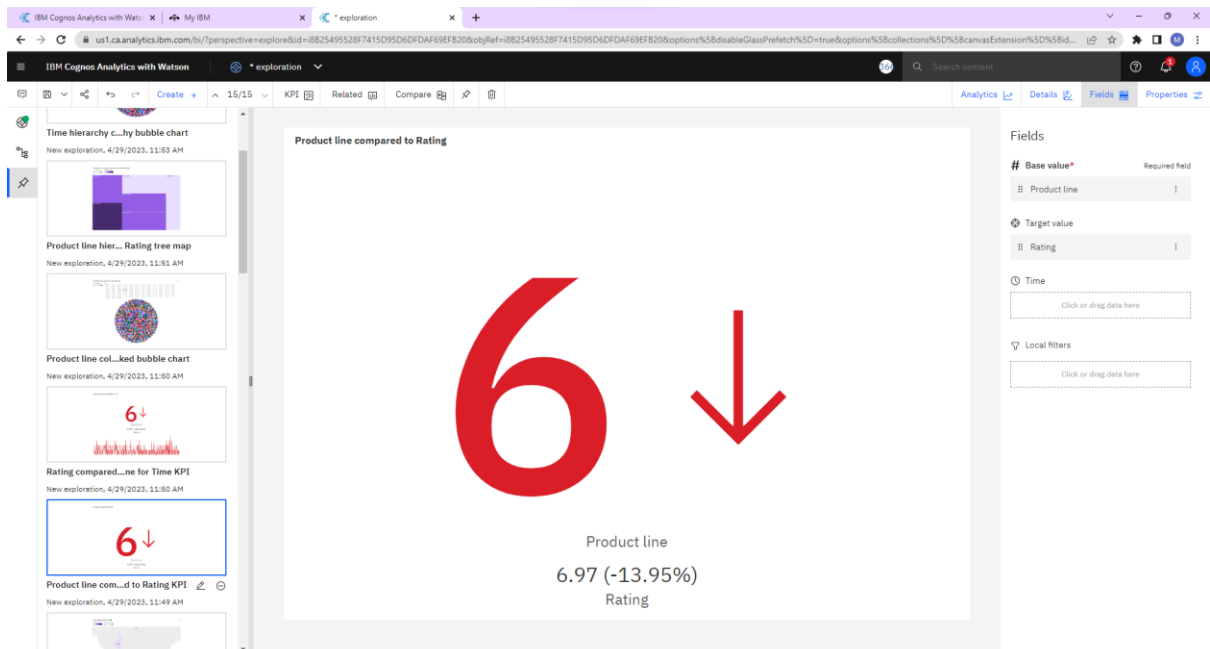 IBM Cognos Analytics with Wats
My IBM
* exploration
us1.ca.analytics.ibm.com/bi/?perspective=explore&id=i8B25495528F7415D95D6DFDAF69EFB20&objRef=i8B25495528F7415D95D6DFDAF69EFB20&options%5BdisableGlassPrefetch%5D=true&options%5Bcollections%5D%5BcanvasExtension%5D%5Bid...
M
IBM Cognos Analytics with Watson
* exploration
Search content
Create +
15/15
KPI
Related
Compare
Analytics
Details
Fields
Properties
Time hierarchy c...hy bubble chart
New exploration, 4/29/2023, 11:53 AM
Product line hier... Rating tree map
New exploration, 4/29/2023, 11:51 AM
Product line col...ked bubble chart
New exploration, 4/29/2023, 11:50 AM
6
Rating compared...ne for Time KPI
New exploration, 4/29/2023, 11:50 AM
6
Product line com...d to Rating KPI
New exploration, 4/29/2023, 11:49 AM
Product line compared to Rating
6
Product line
6.97 (-13.95%)
Rating
Fields
# Base value*
Required field
Product line
Target value
Rating
Time
Click or drag data here
Local filters
Click or drag data here